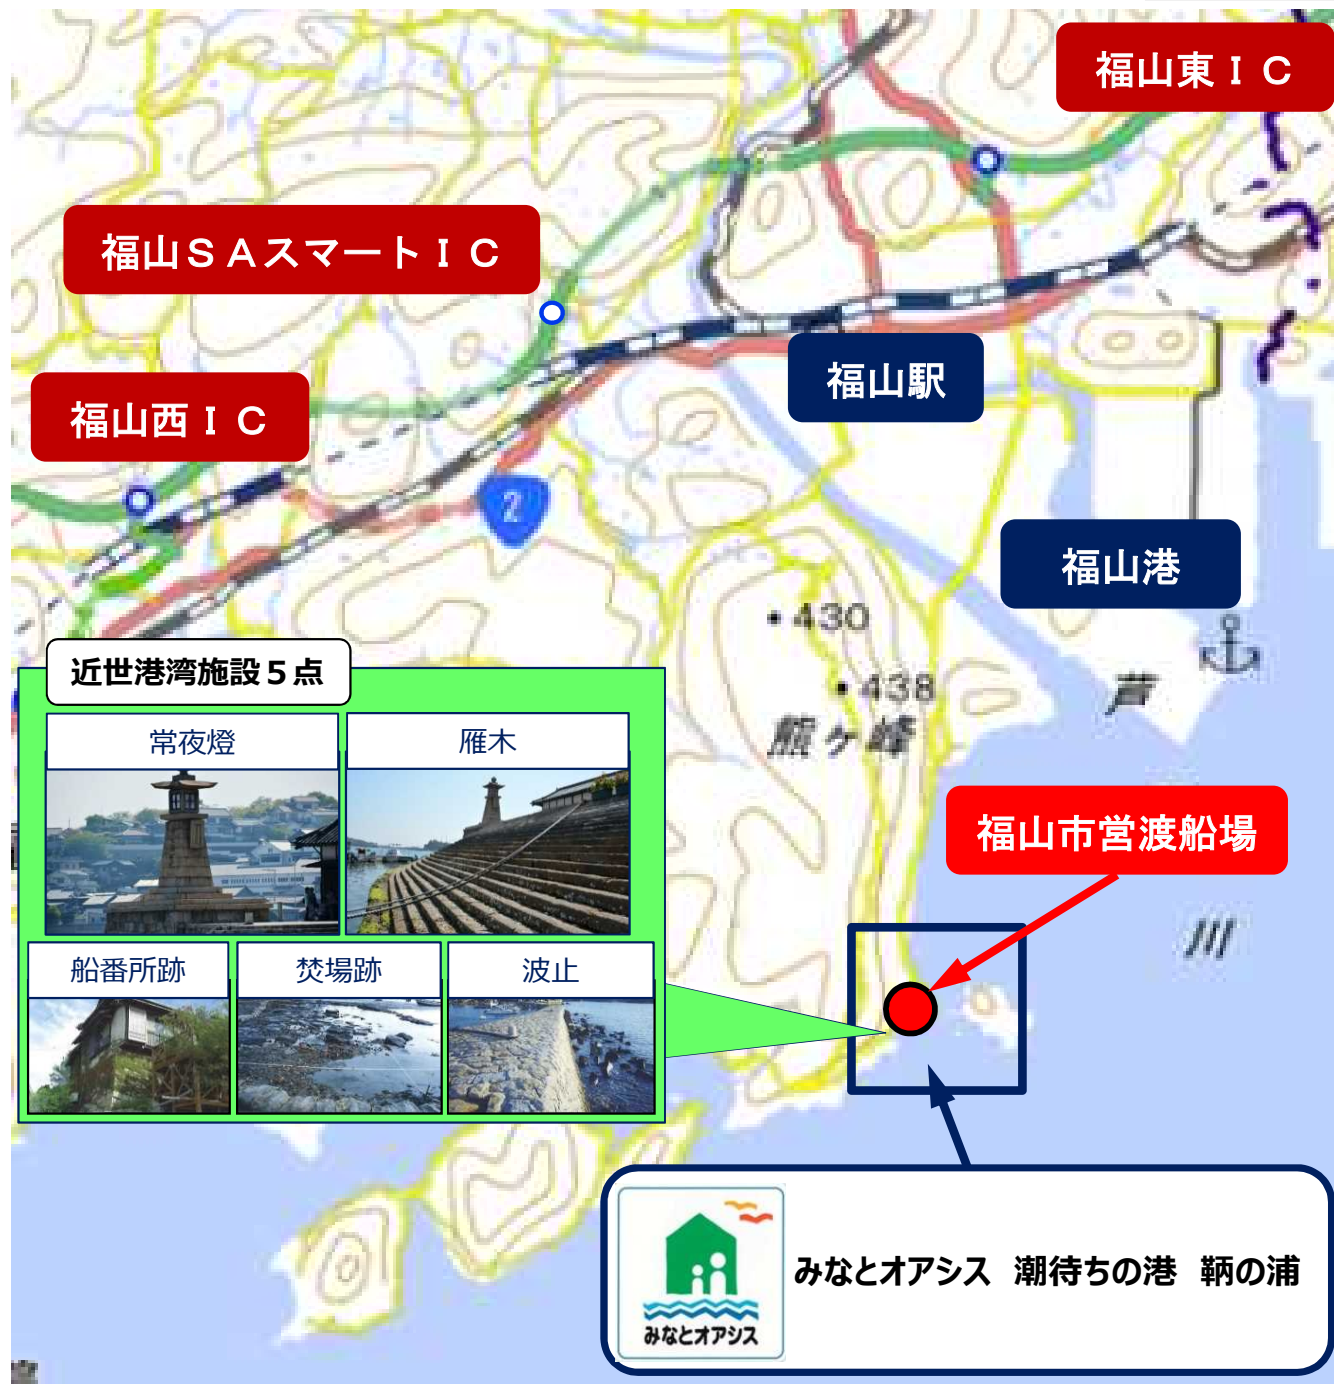 福山東ＩＣ
福山ＳＡスマートＩＣ
福山駅
福山西ＩＣ
2
福山港
430
438
熊ヶ峰
芦
近世港湾施設５点
常夜燈
雁木
福山市営渡船場
川
船番所跡
焚場跡
波止
みなとオアシス　潮待ちの港　鞆の浦
みなとオアシス